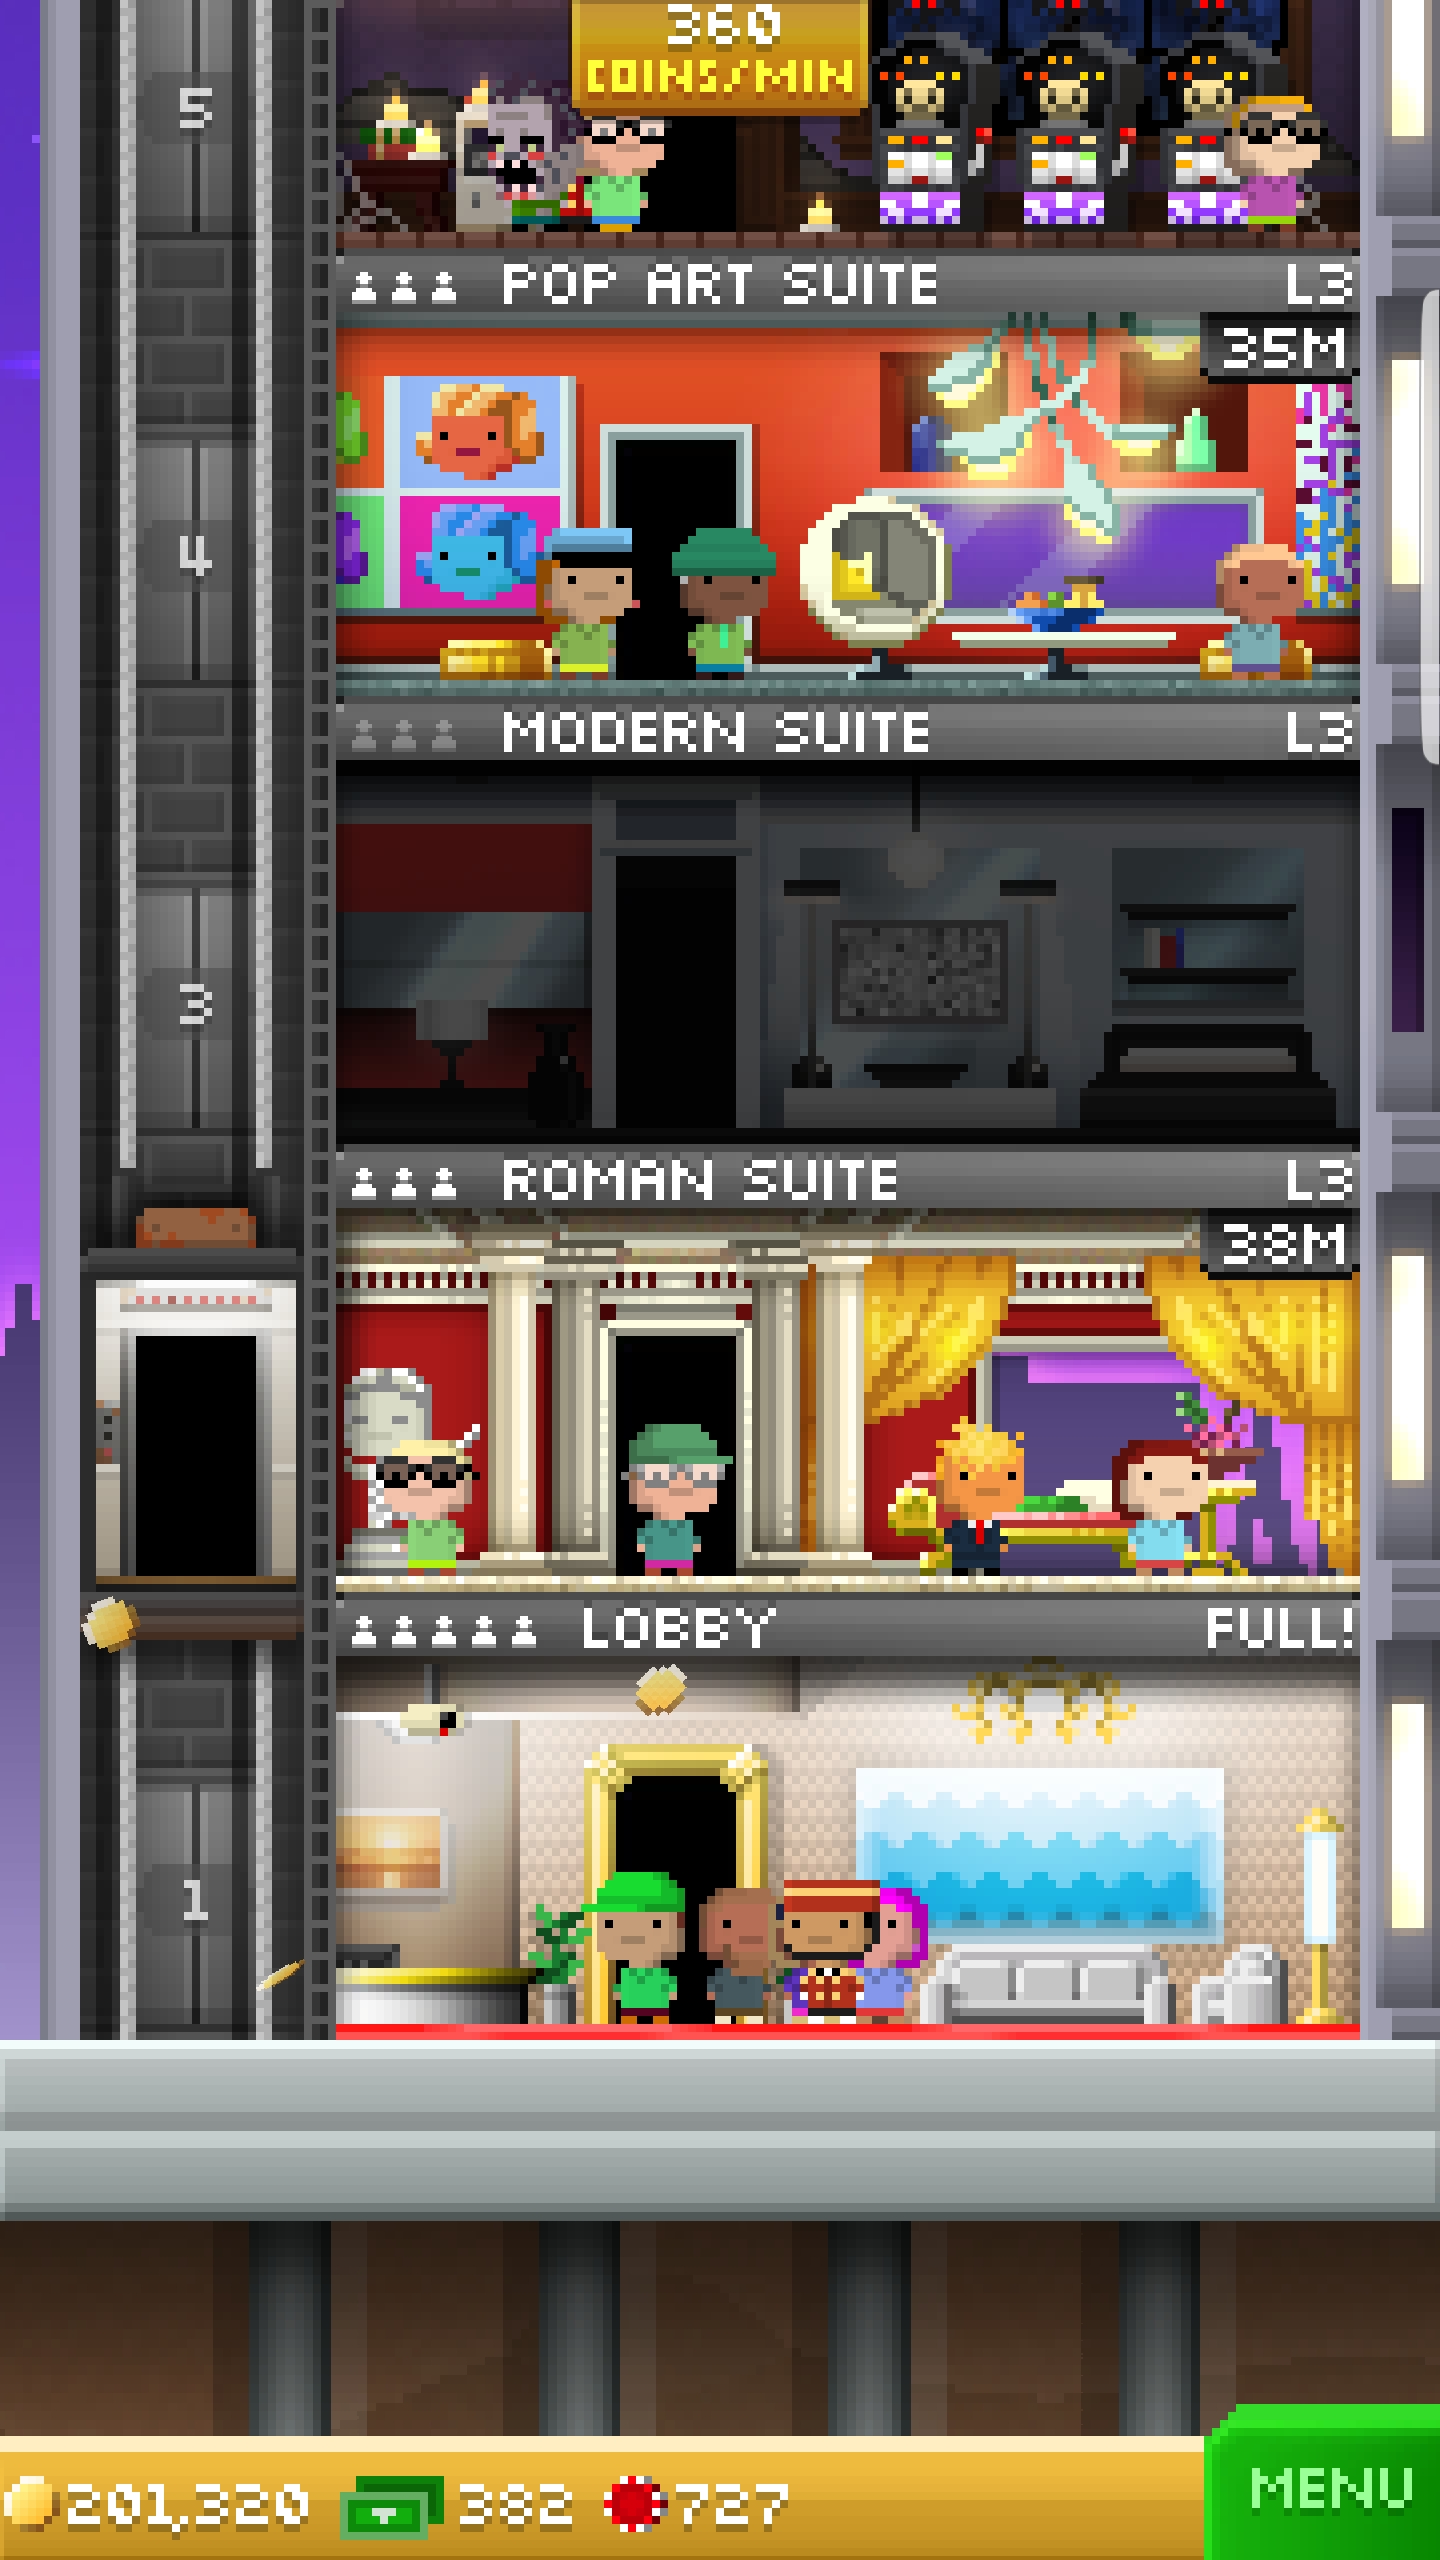 360
COINS/MIN
5
POP ART SUITE L3
35M
4
MODERN SUITE L3
3
ROMAN SUITE L3
38M
LOBBY FULL!
1
201,320 382 727
MENU